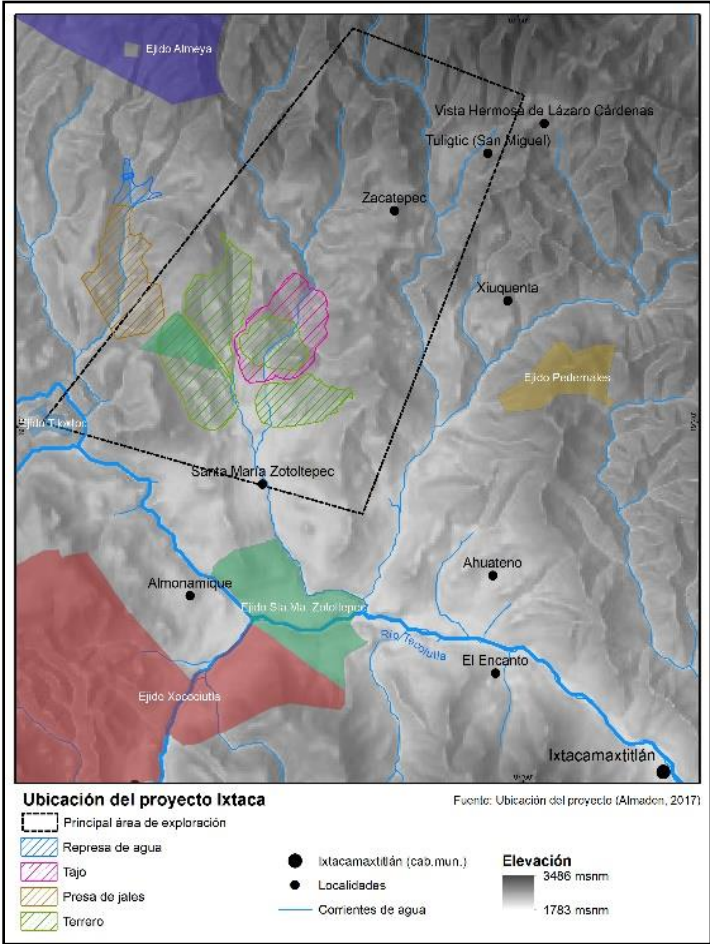 Ejido Almeya
Vista Hermosa de Lázaro Cárdenas
Tuligtic (San Miguel)
Zacatepec
Xiuquenta
Ejido Pedernales
Santa María Zotoltepec
Almonamique
Ahuateno
Ejido Sta Ma. Zotoltepec
Río Tecolutla
El Encanto
Ejido Xocociutla
Ixtacamaxtitlán
Ubicación del proyecto Ixtaca
Fuente: Ubicación del proyecto (Almaden, 2017)
Principal área de exploración
Represa de agua
Tajo
Presa de jales
Terrero
Ixtacamaxtitlán (cab.mun.)
Localidades
Corrientes de agua
Elevación
3486 msnm
1783 msnm